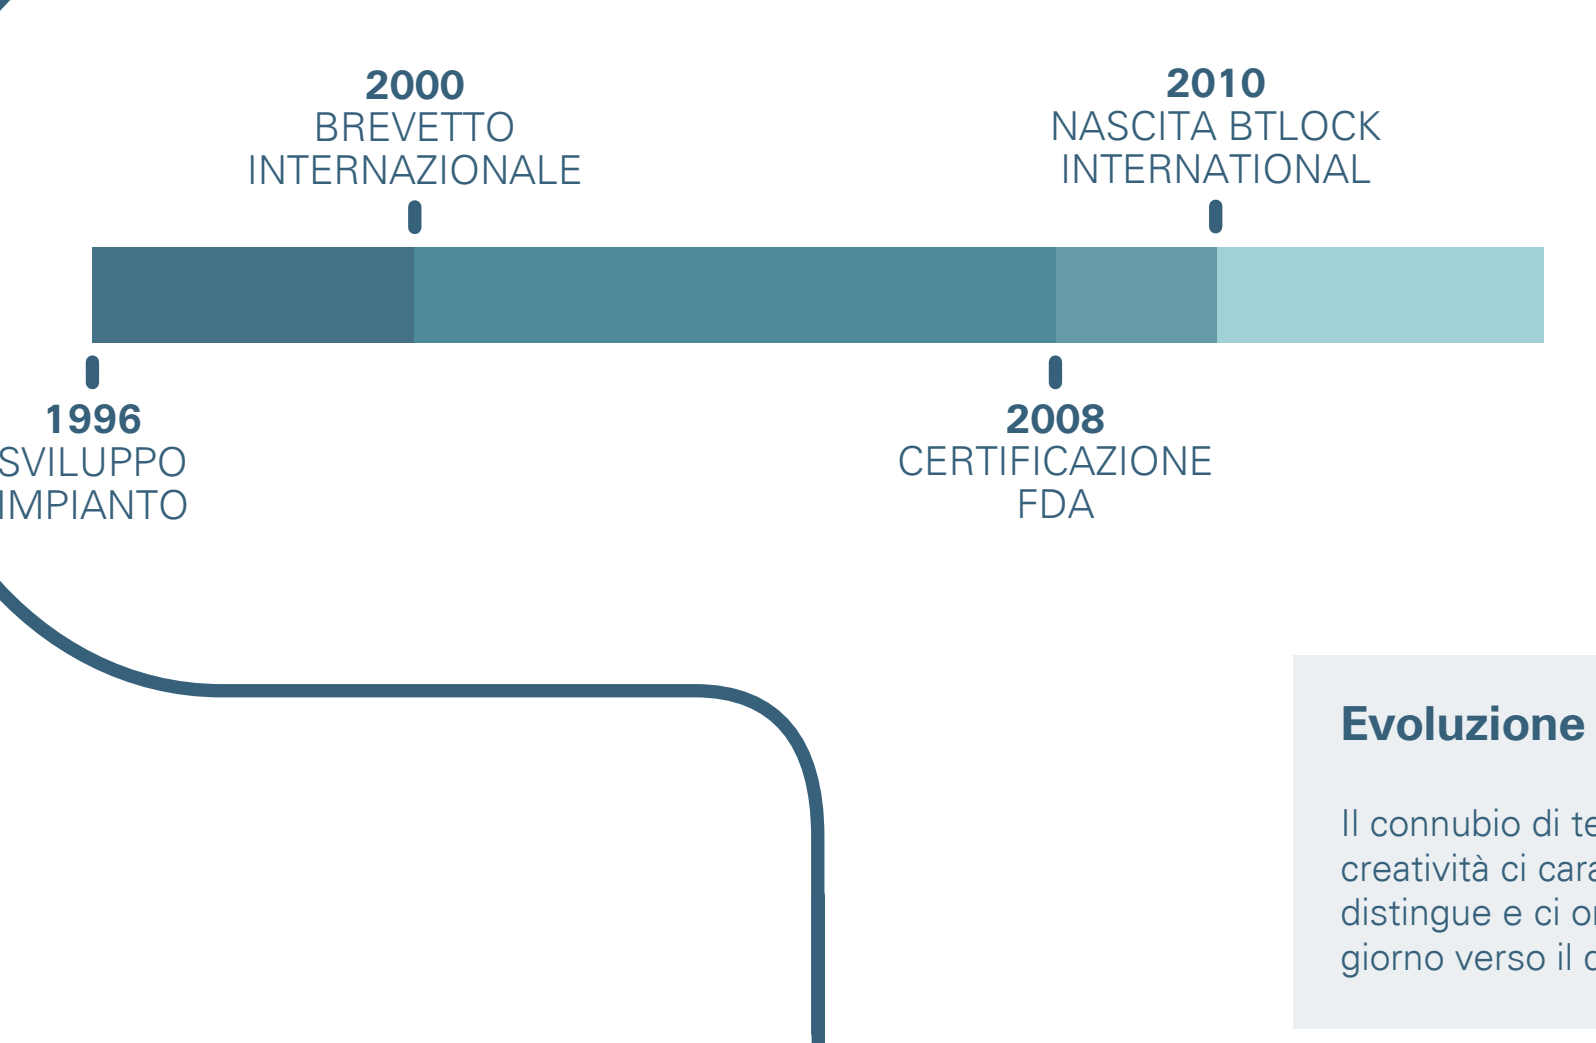 2000
BREVETTO
INTERNAZIONALE
2010
NASCITA BTLOCK
INTERNATIONAL
1996
SVILUPPO
IMPIANTO
2008
CERTIFICAZIONE
FDA
Evoluzione
Il connubio di
creatività ci
distingue e ci
giorno verso il